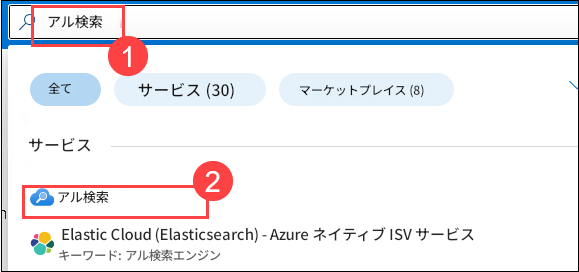 アル検索
1
全て
サービス (30)
マーケットプレイス (8)
サービス
2
アル検索
Elastic Cloud (Elasticsearch) - Azure ネイティブ ISV サービス
キーワード: アル検索エンジン